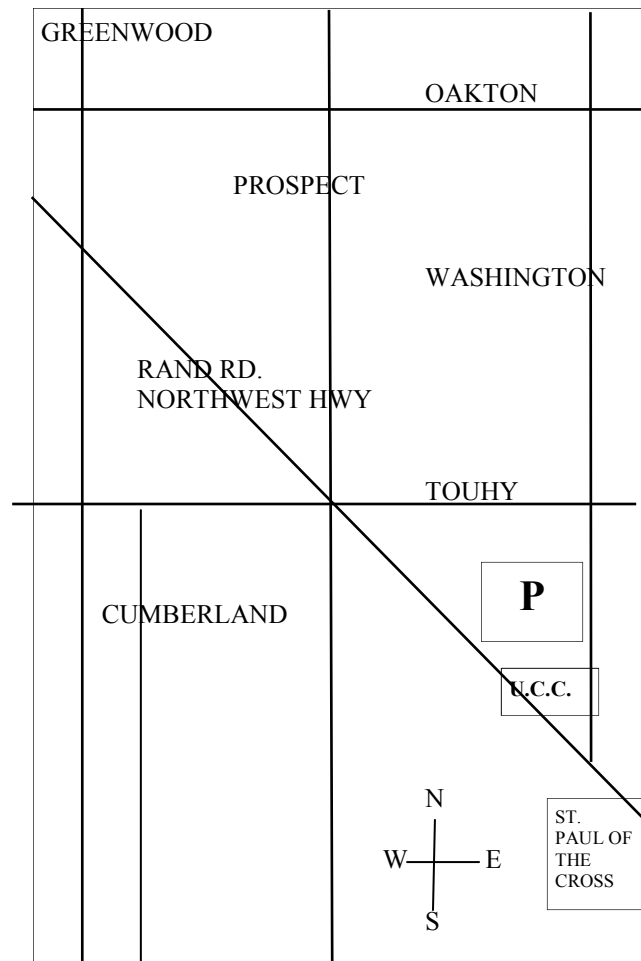 GREENWOOD
OAKTON
PROSPECT
WASHINGTON
RAND RD.
NORTHWEST HWY
TOUHY
P
CUMBERLAND
U.C.C.
N
W E
S
ST.
PAUL OF
THE
CROSS